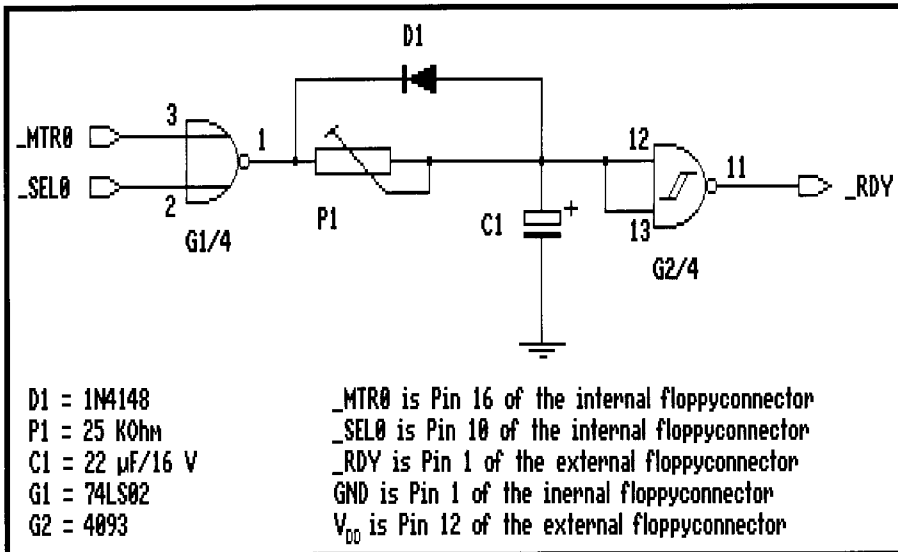 D1
3
_MTR0
1
12
11
_RDY
_SEL0
2
P1
C1
+
13
G1/4
G2/4
D1 = 1N4148
P1 = 25 KOhm
C1 = 22 µF/16 V
G1 = 74LS02
G2 = 4093
_MTR0 is Pin 16 of the internal floppyconnector
_SEL0 is Pin 10 of the internal floppyconnector
_RDY is Pin 1 of the external floppyconnector
GND is Pin 1 of the inernal floppyconnector
VDD is Pin 12 of the external floppyconnector